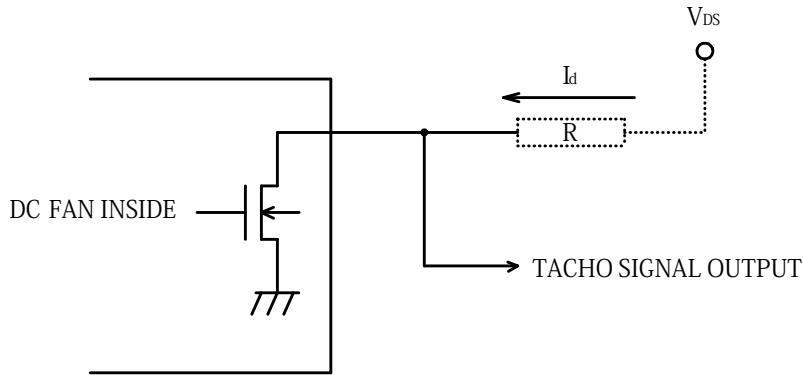 VDS
Id
R
DC FAN INSIDE
TACHO SIGNAL OUTPUT